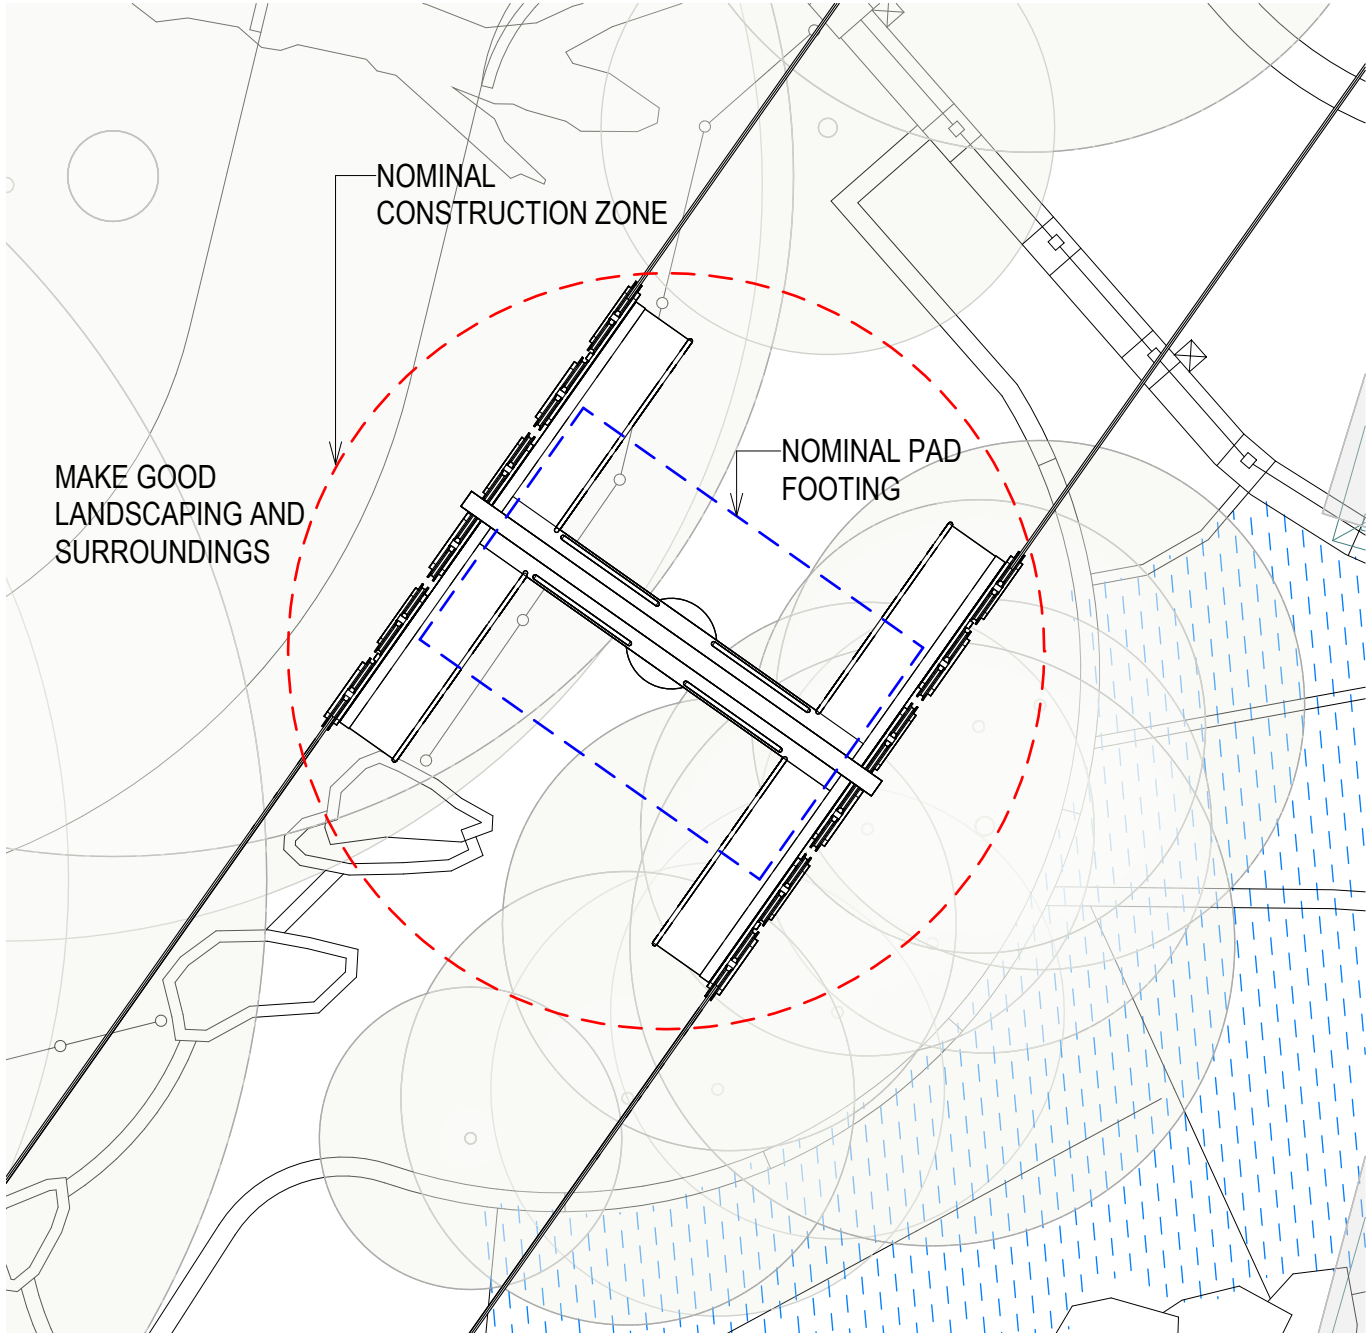 NOMINAL
CONSTRUCTION ZONE
NOMINAL PAD
FOOTING
MAKE GOOD
LANDSCAPING AND
SURROUNDINGS